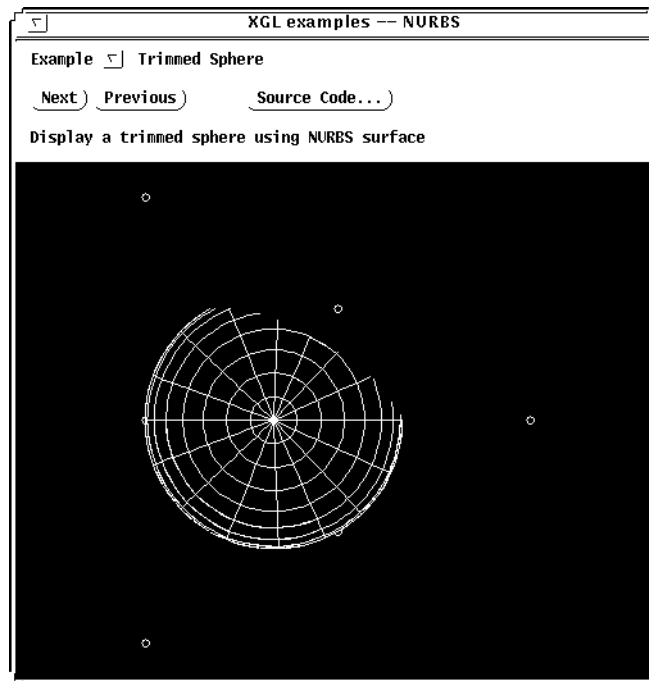 XGL examples -- NURBS
Example Trimmed Sphere
Next Previous Source Code...
Display a trimmed sphere using NURBS surface